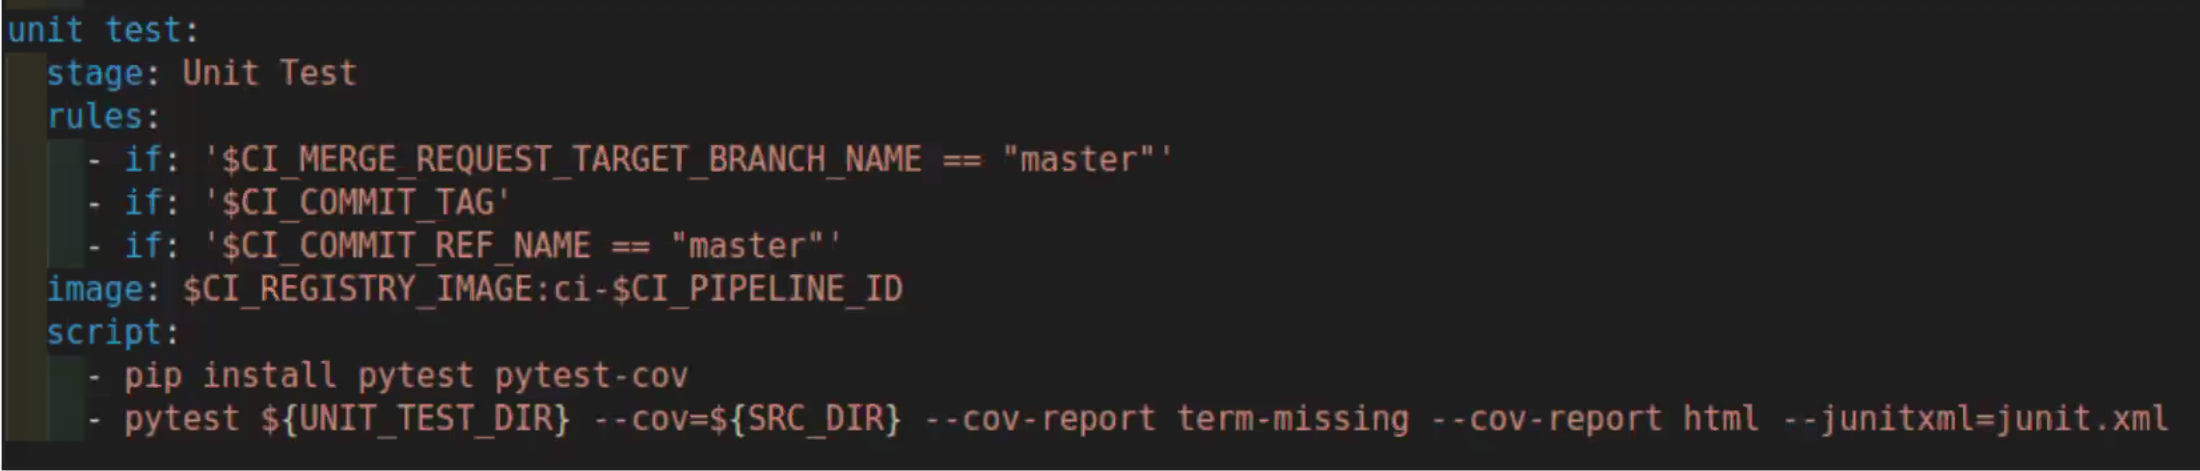 unit test:
  stage: Unit Test
  rules:
    - if: '$CI_MERGE_REQUEST_TARGET_BRANCH_NAME == "master"'
    - if: '$CI_COMMIT_TAG'
    - if: '$CI_COMMIT_REF_NAME == "master"'
  image: $CI_REGISTRY_IMAGE:ci-$CI_PIPELINE_ID
  script:
    - pip install pytest pytest-cov
    - pytest ${UNIT_TEST_DIR} --cov=${SRC_DIR} --cov-report term-missing --cov-report html --junitxml=junit.xml